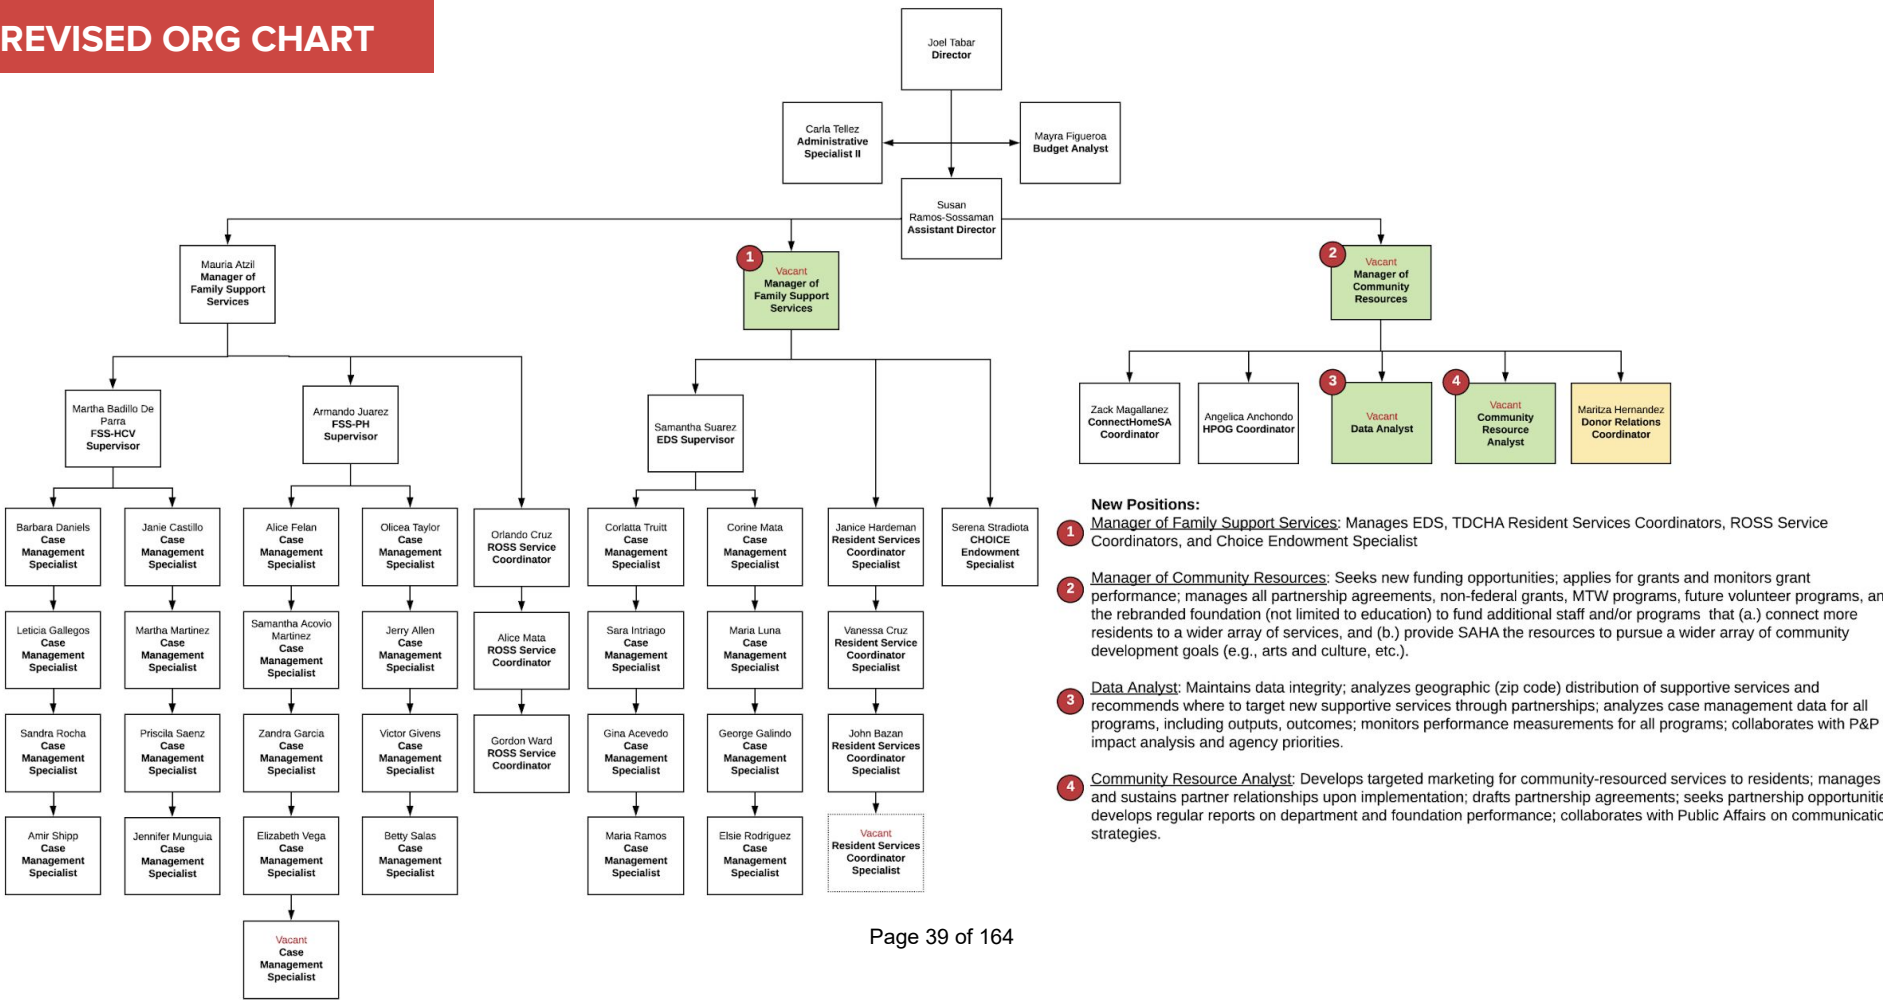 REVISED ORG CHART
Joel Tabar
Director
Carla Tellez
Administrative
Specialist II
Mayra Figueroa
Budget Analyst
Susan
Ramos-Sossaman
Assistant Director
Mauria Atzil
Manager of
Family Support
Services
1
Vacant
Manager of
Family Support
Services
2
Vacant
Manager of
Community
Resources
Martha Badillo De
Parra
FSS-HCV
Supervisor
Armando Juarez
FSS-PH
Supervisor
Samantha Suarez
EDS Supervisor
Zack Magallanez
ConnectHomeSA
Coordinator
Angelica Anchondo
HPOG Coordinator
3
Vacant
Data Analyst
4
Vacant
Community
Resource
Analyst
Maritza Hernandez
Donor Relations
Coordinator
Barbara Daniels
Case
Management
Specialist
Janie Castillo
Case
Management
Specialist
Alice Felan
Case
Management
Specialist
Olicea Taylor
Case
Management
Specialist
Orlando Cruz
ROSS Service
Coordinator
Corlatta Truitt
Case
Management
Specialist
Corine Mata
Case
Management
Specialist
Janice Hardeman
Resident Services
Coordinator
Specialist
Serena Stradiota
CHOICE
Endowment
Specialist
Leticia Gallegos
Case
Management
Specialist
Martha Martinez
Case
Management
Specialist
Samantha Acovio
Martinez
Case
Management
Specialist
Jerry Allen
Case
Management
Specialist
Alice Mata
ROSS Service
Coordinator
Sara Intriago
Case
Management
Specialist
Maria Luna
Case
Management
Specialist
Vanessa Cruz
Resident Service
Coordinator
Specialist
Sandra Rocha
Case
Management
Specialist
Priscila Saenz
Case
Management
Specialist
Zandra Garcia
Case
Management
Specialist
Victor Givens
Case
Management
Specialist
Gordon Ward
ROSS Service
Coordinator
Gina Acevedo
Case
Management
Specialist
George Galindo
Case
Management
Specialist
John Bazan
Resident Services
Coordinator
Specialist
Amir Shipp
Case
Management
Specialist
Jennifer Munguia
Case
Management
Specialist
Elizabeth Vega
Case
Management
Specialist
Betty Salas
Case
Management
Specialist
Maria Ramos
Case
Management
Specialist
Elsie Rodriguez
Case
Management
Specialist
Vacant
Resident Services
Coordinator
Specialist
Vacant
Case
Management
Specialist
New Positions:
1 Manager of Family Support Services: Manages EDS, TDCHA Resident Services Coordinators, ROSS Service
Coordinators, and Choice Endowment Specialist
2 Manager of Community Resources: Seeks new funding opportunities; applies for grants and monitors grant
performance; manages all partnership agreements, non-federal grants, MTW programs, future volunteer programs, an
the rebranded foundation (not limited to education) to fund additional staff and/or programs that (a.) connect more
residents to a wider array of services, and (b.) provide SAHA the resources to pursue a wider array of community
development goals (e.g., arts and culture, etc.).
3 Data Analyst: Maintains data integrity; analyzes geographic (zip code) distribution of supportive services and
recommends where to target new supportive services through partnerships; analyzes case management data for all
programs, including outputs, outcomes; monitors performance measurements for all programs; collaborates with P&P
impact analysis and agency priorities.
4 Community Resource Analyst: Develops targeted marketing for community-resourced services to residents; manages
and sustains partner relationships upon implementation; drafts partnership agreements; seeks partnership opportunitie
develops regular reports on department and foundation performance; collaborates with Public Affairs on communicatio
strategies.
Page 39 of 164